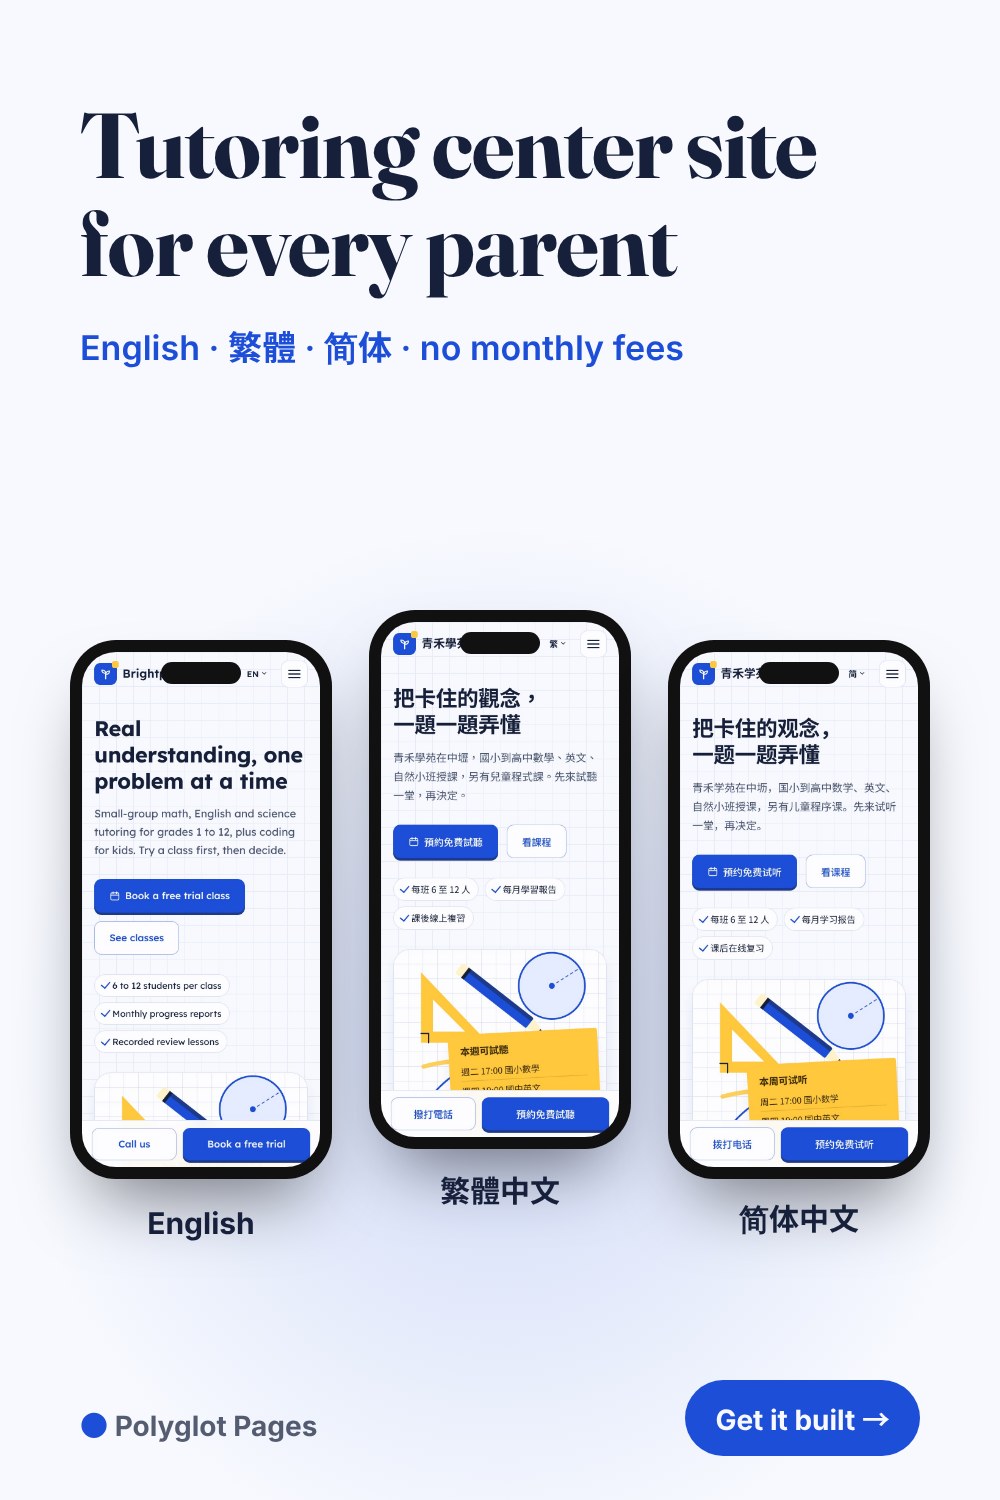 Tutoring center site
for every parent
English · 繁體 · 简体 · no monthly fees
EN
Real
understanding, one
problem at a time
Small-group math, English and science
tutoring for grades 1 to 12, plus coding
for kids. Try a class first, then decide.
Book a free trial class
See classes
6 to 12 students per class
Monthly progress reports
Recorded review lessons
Call us
Book a free trial
English
青禾學
繁
把卡住的觀念，
一題一題弄懂
青禾學苑在中壢，國小到高中數學、英文、
自然小班授課，另有兒童程式課。先來試聽
一堂，再決定。
預約免費試聽
看課程
每班 6 至 12 人
每月學習報告
課後線上複習
本週可試聽
週二 17:00 國小數學
撥打電話
預約免費試聽
繁體中文
青禾学
简
把卡住的观念，
一题一题弄懂
青禾学苑在中坜，国小到高中数学、英文、
自然小班授课，另有儿童程序课。先来试听
一堂，再决定。
预约免费试听
看课程
每班 6 至 12 人
每月学习报告
课后在线复习
本周可试听
周二 17:00 国小数学
拨打电话
预约免费试听
简体中文
Polyglot Pages
Get it built →